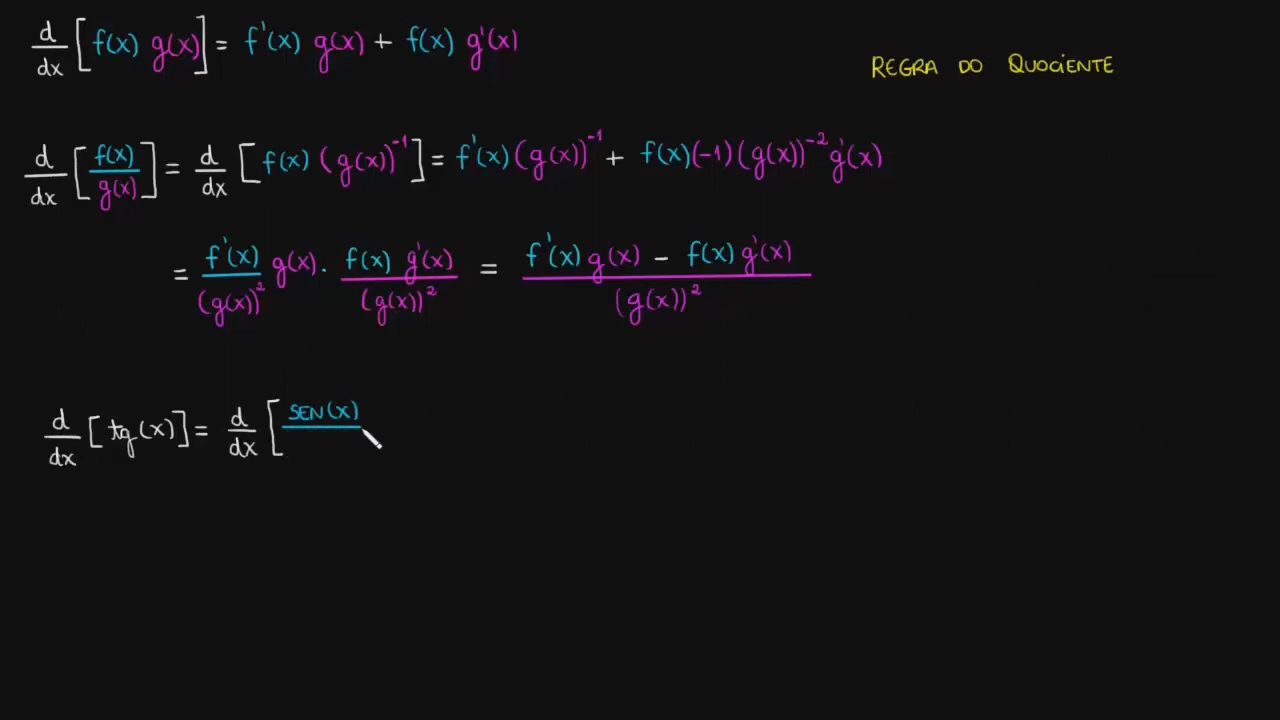 d/dx [f(x) g(x)] = f'(x) g(x) + f(x) g'(x)
REGRA DO QUOCIENTE
d/dx [f(x)/g(x)] = d/dx [f(x) (g(x))⁻¹] = f'(x) (g(x))⁻¹ + f(x)(-1)(g(x))⁻² g'(x)
= f'(x)/(g(x))² g(x) · f(x) g'(x)/(g(x))² = f'(x) g(x) - f(x) g'(x)/(g(x))²
d/dx [tg(x)] = d/dx [SEN(x)